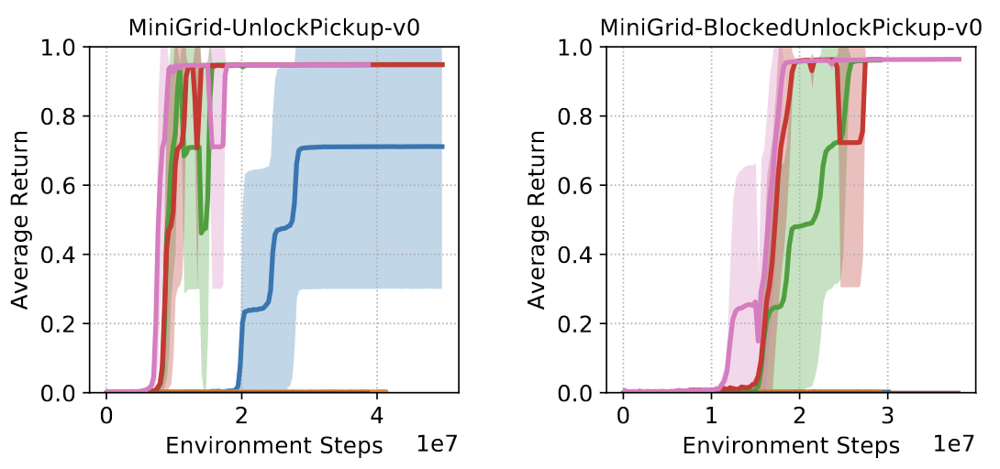 MiniGrid-UnlockPickup-v0
1.0
0.8
0.6
0.4
0.2
0.0
Average Return
0 2 4
Environment Steps 1e7
MiniGrid-BlockedUnlockPickup-v0
1.0
0.8
0.6
0.4
0.2
0.0
Average Return
0 1 2 3
Environment Steps 1e7